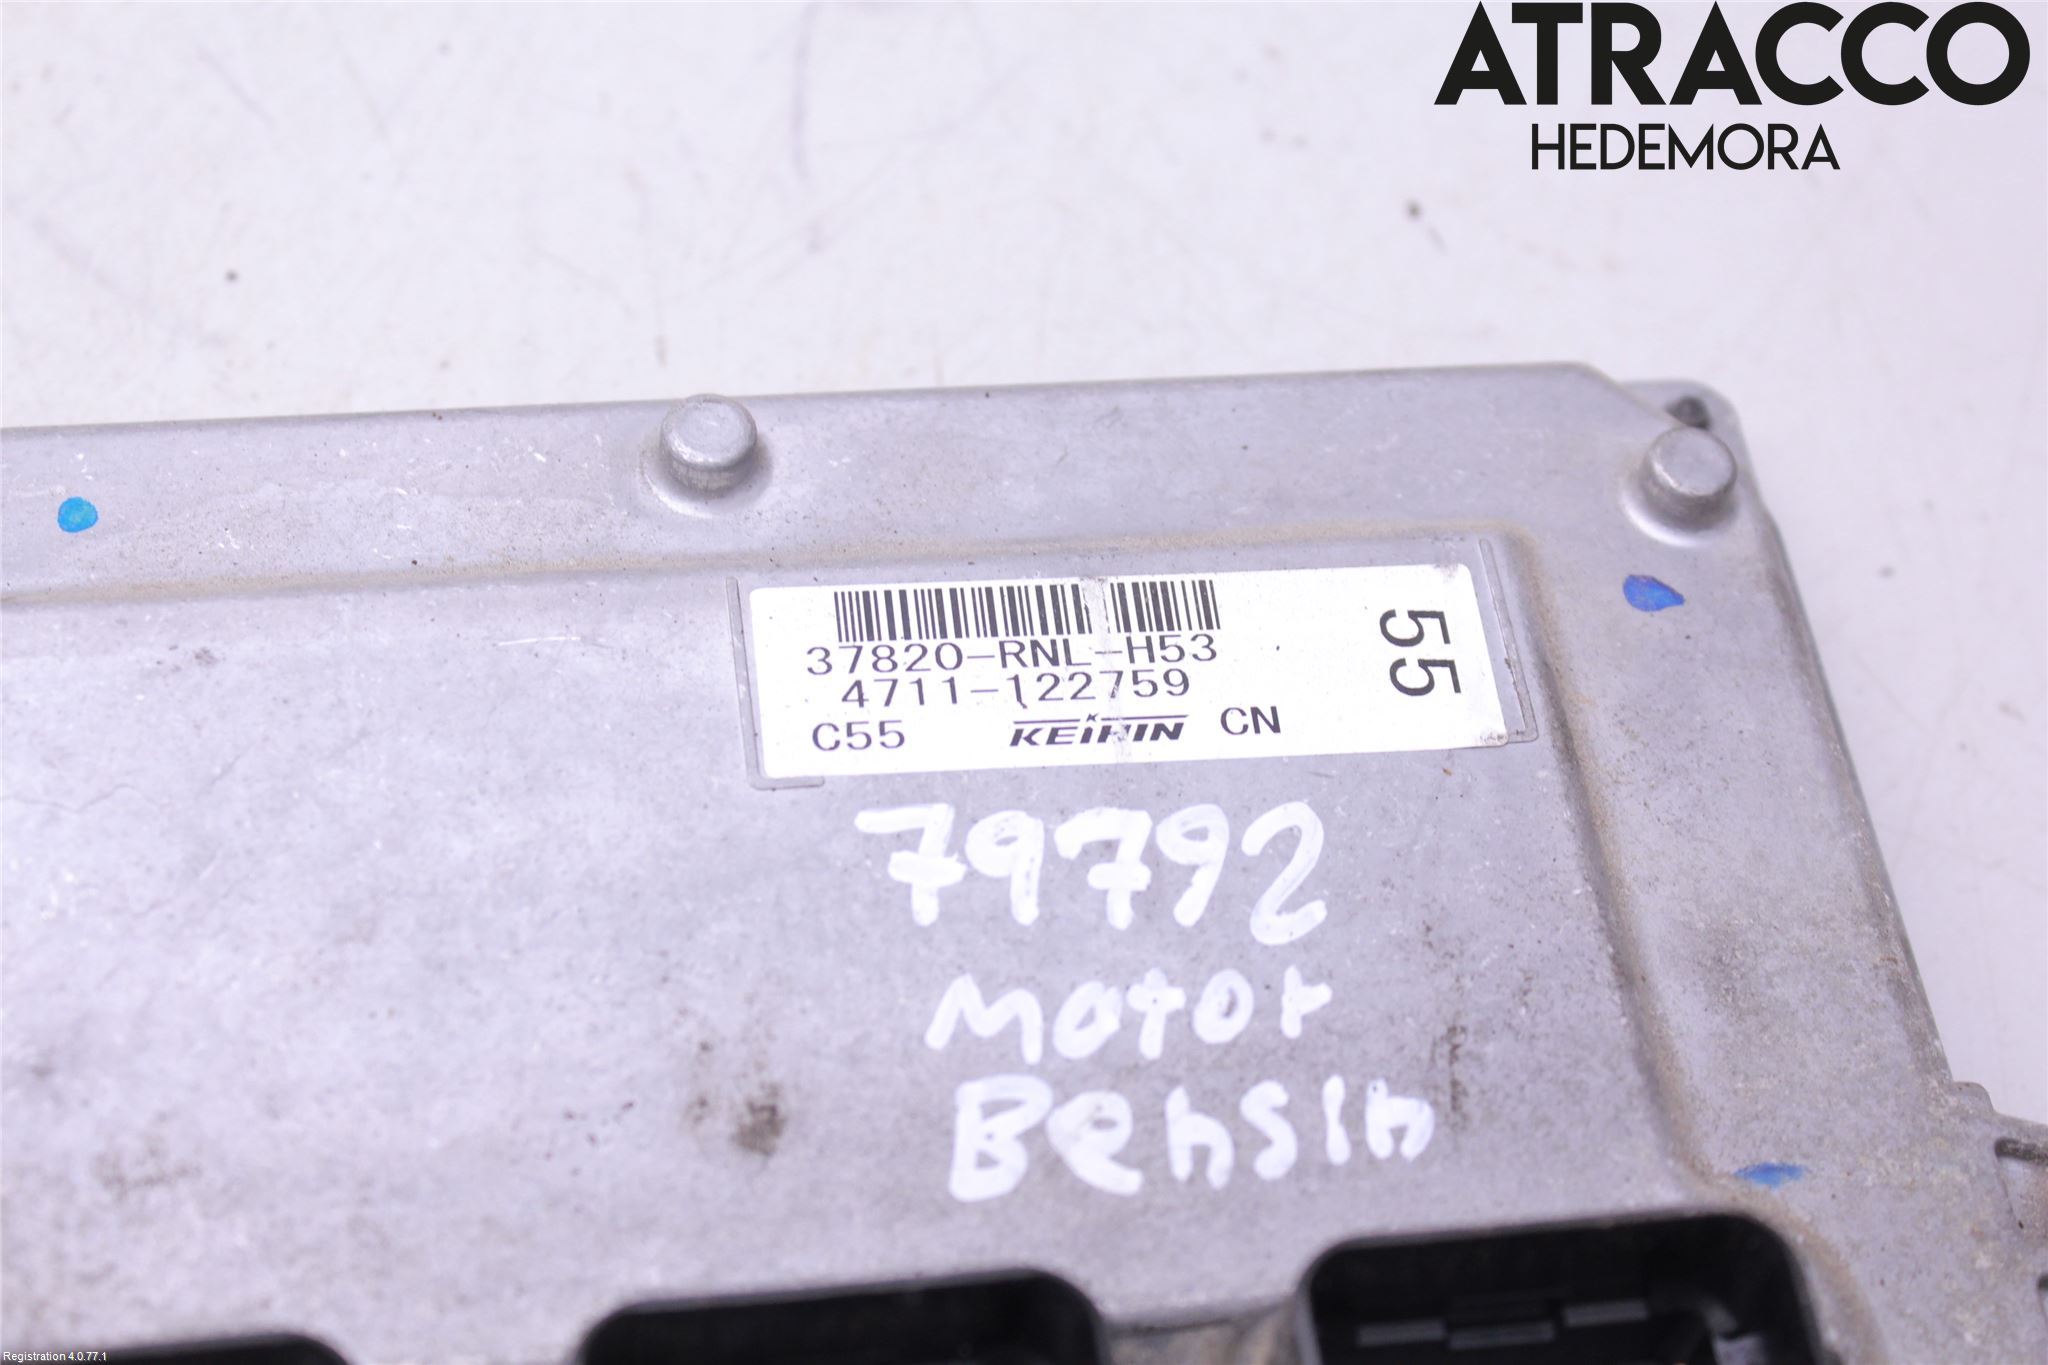 ATRACCO
HEDEMORA
37820-RNL-H53
4711-122759
C55 KEIHIN CN
55
79792
Motor
Bensin
Registration 4.0.77.1